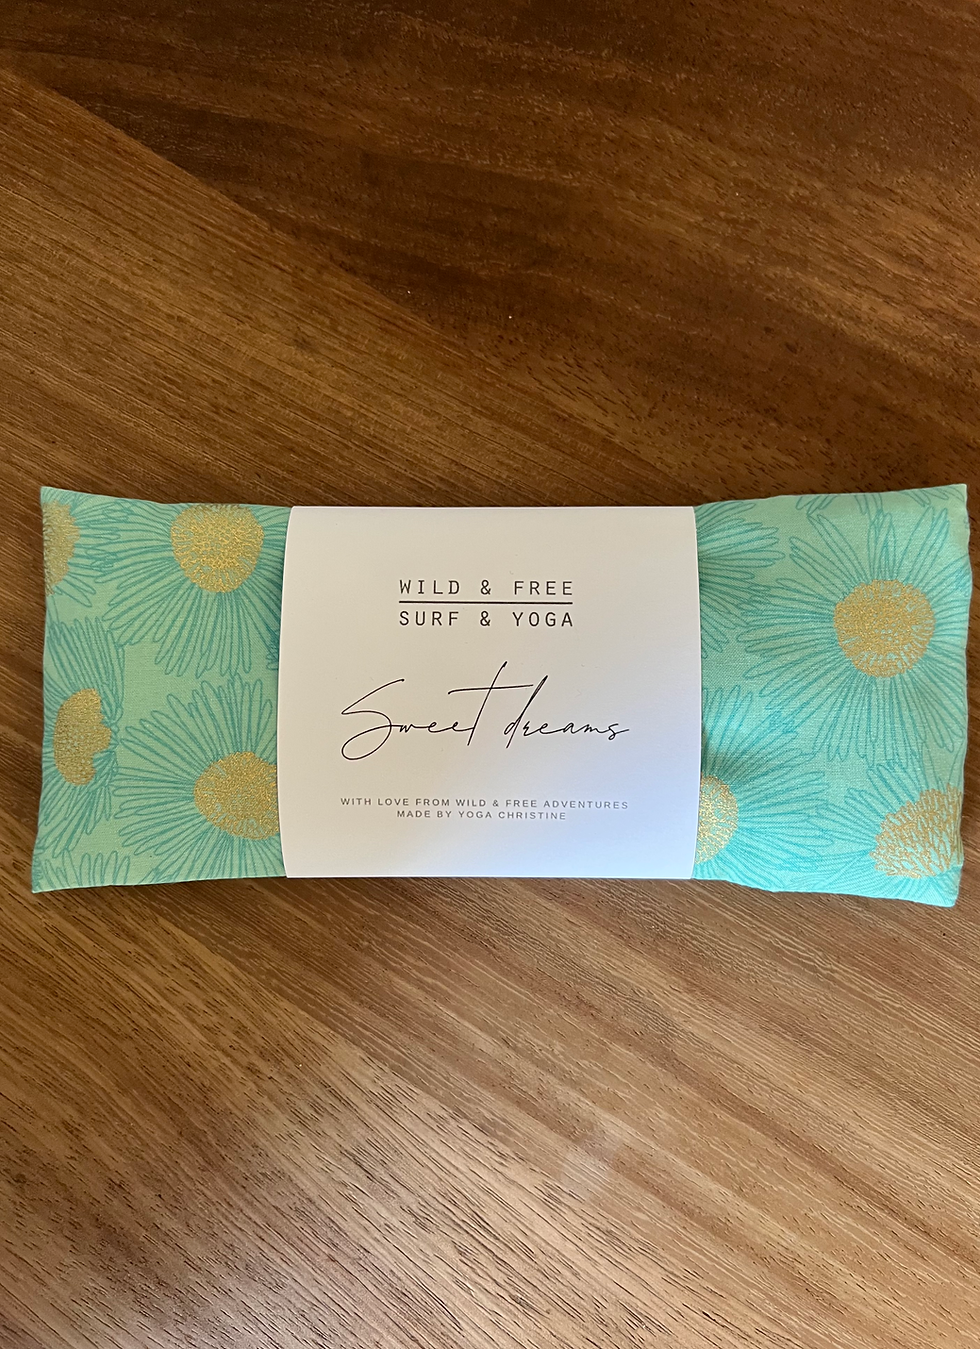 WILD & FREE
SURF & YOGA
Sweet dreams
WITH LOVE FROM WILD & FREE ADVENTURES
MADE BY YOGA CHRISTINE